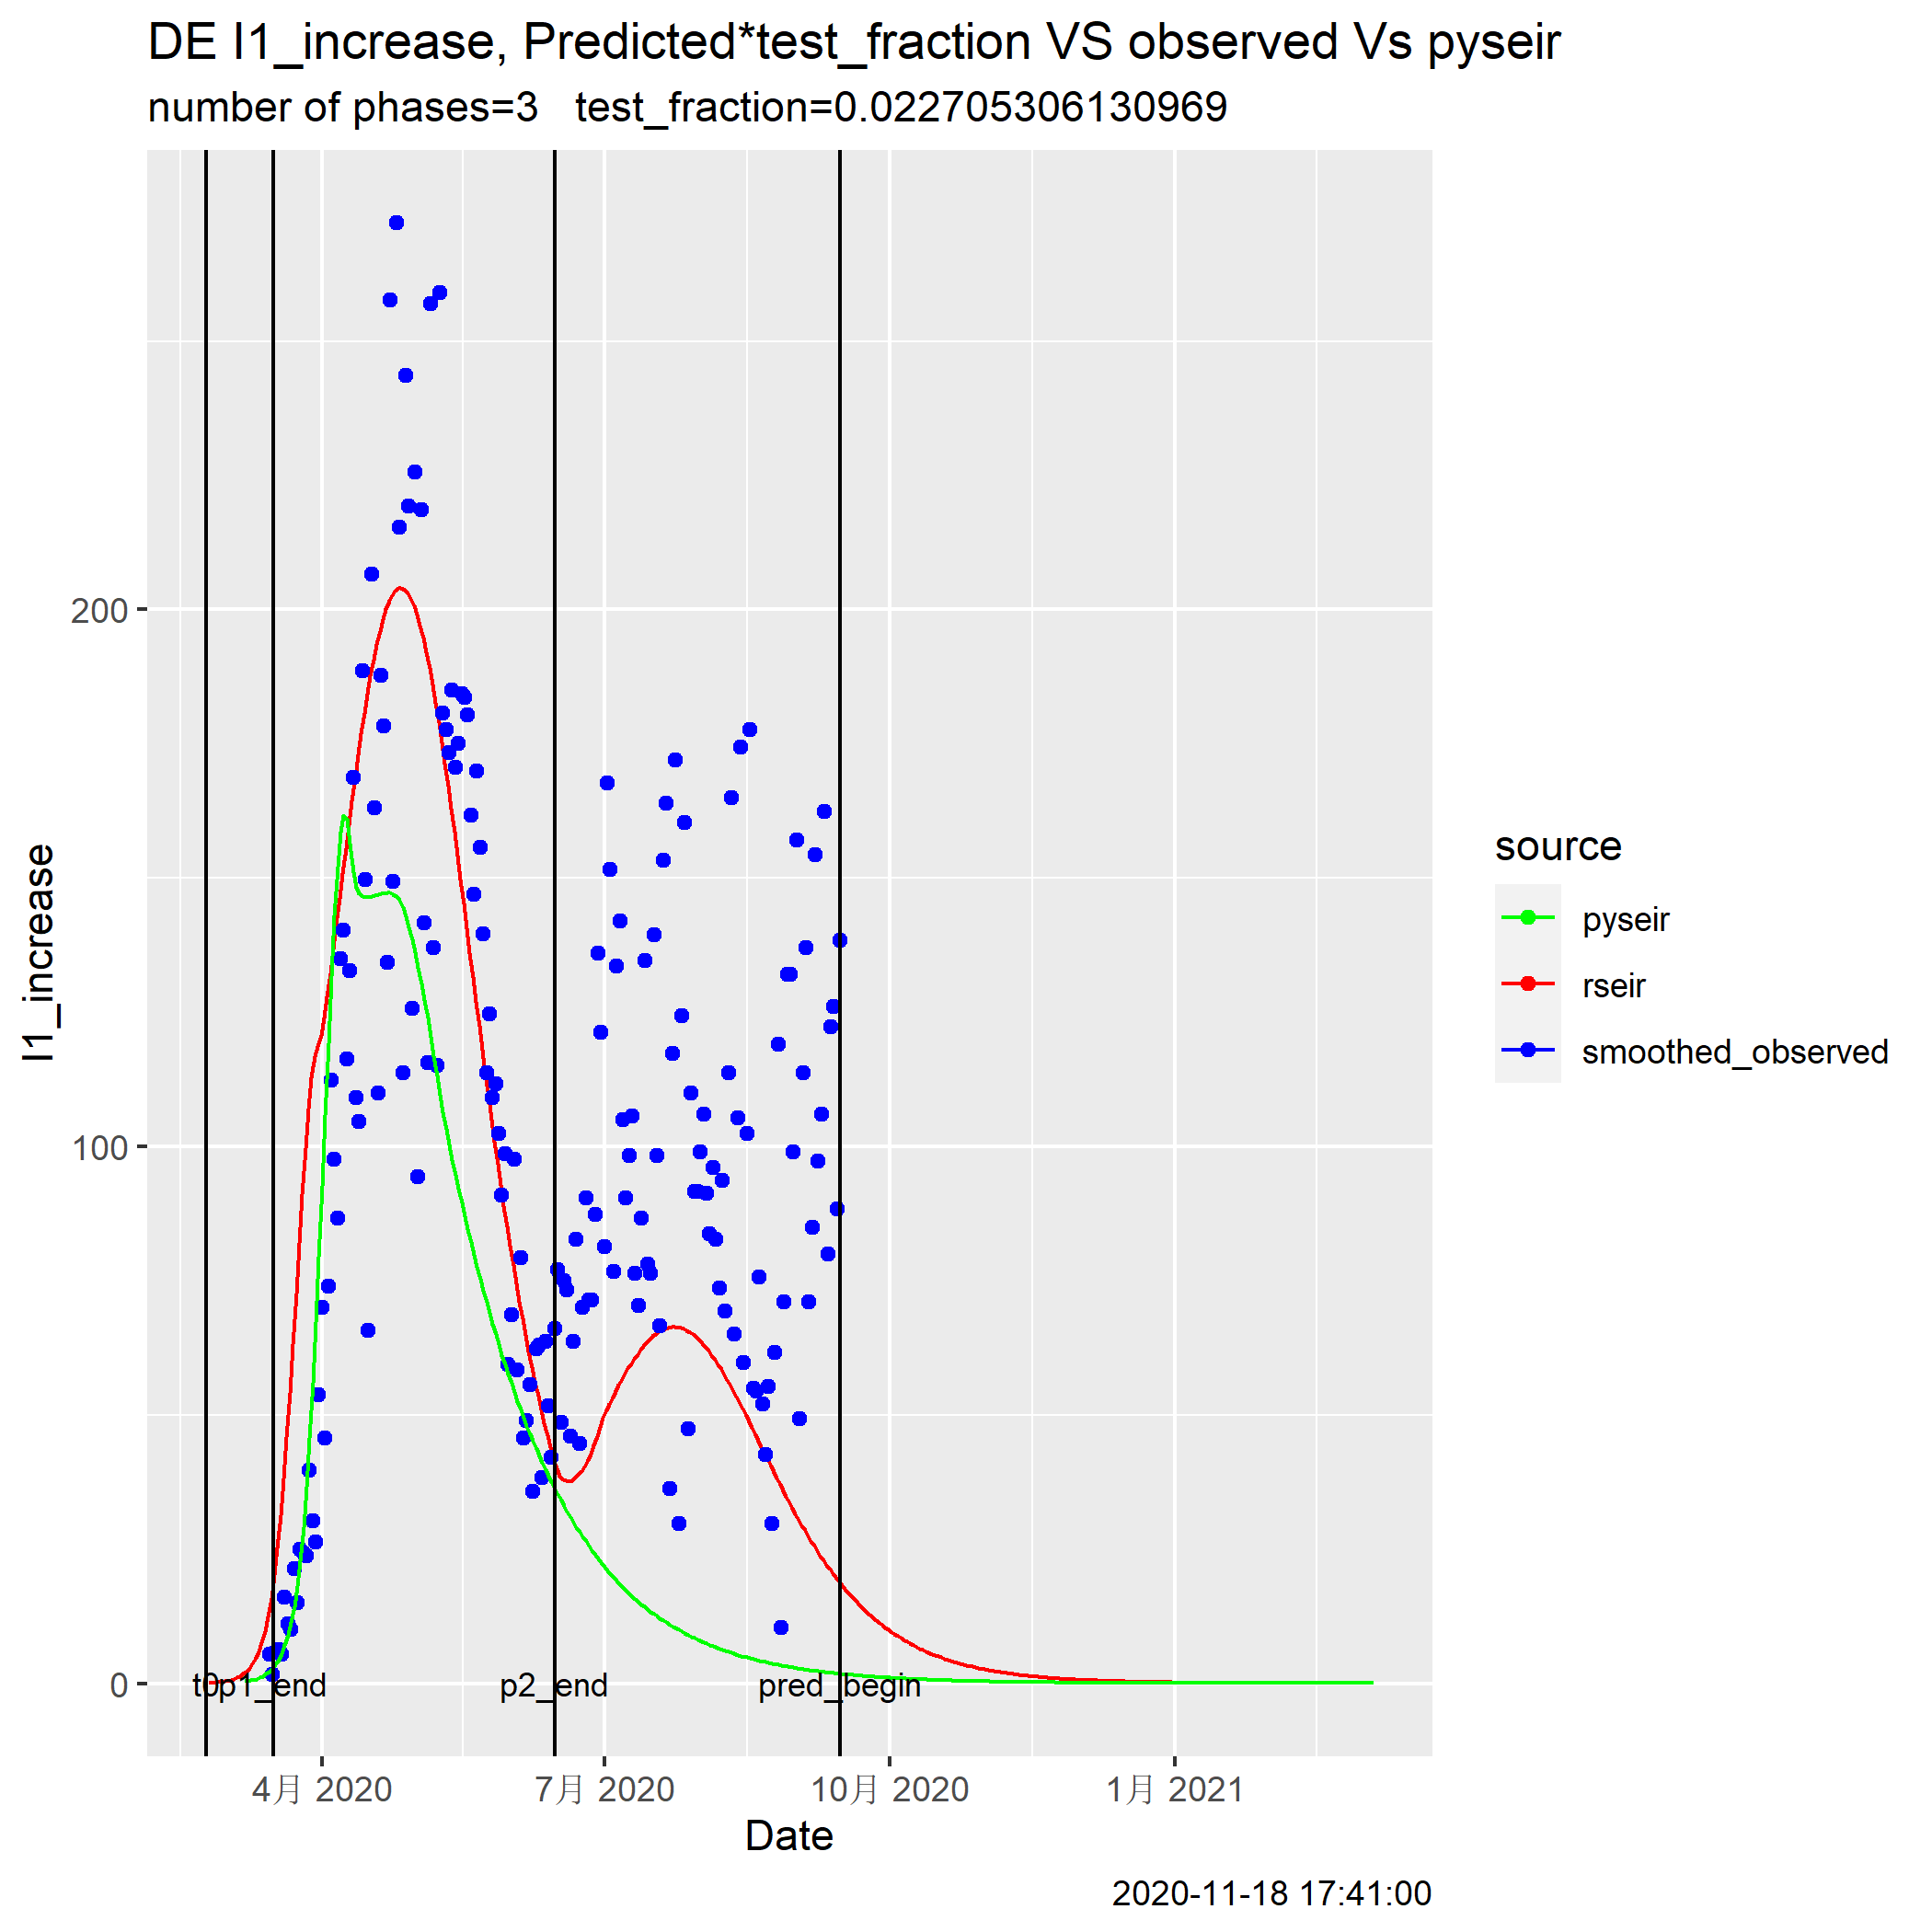 DE I1_increase, Predicted*test_fraction VS observed Vs pyseir
number of phases=3   test_fraction=0.022705306130969
I1_increase
200
100
0
t0p1_end
p2_end
pred_begin
4月 2020
7月 2020
10月 2020
1月 2021
Date
source
pyseir
rseir
smoothed_observed
2020-11-18 17:41:00